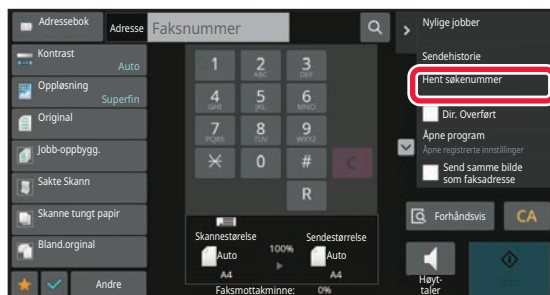 Adressebok
Adresse
Faksnummer
Kontrast
Auto
Oppløsning
Superfin
Original
Jobb-oppbygg.
Sakte Skann
Skanne tungt papir
Bland.orginal
Andre
1
2
ABC
3
DEF
4
GHI
5
JKL
6
MNO
7
PQRS
8
TUV
9
WXYZ
0
#
C
R
Skannestørelse
Auto
A4
100%
Sendestørrelse
Auto
A4
Faksmottakminne: 0%
Nylige jobber
Sendehistorie
Hent søkenummer
Dir. Overført
Åpne program
Åpne registrerte innstillinger
Send samme bilde
som faksadresse
Forhåndsvis
CA
Høyt-
taler
Start